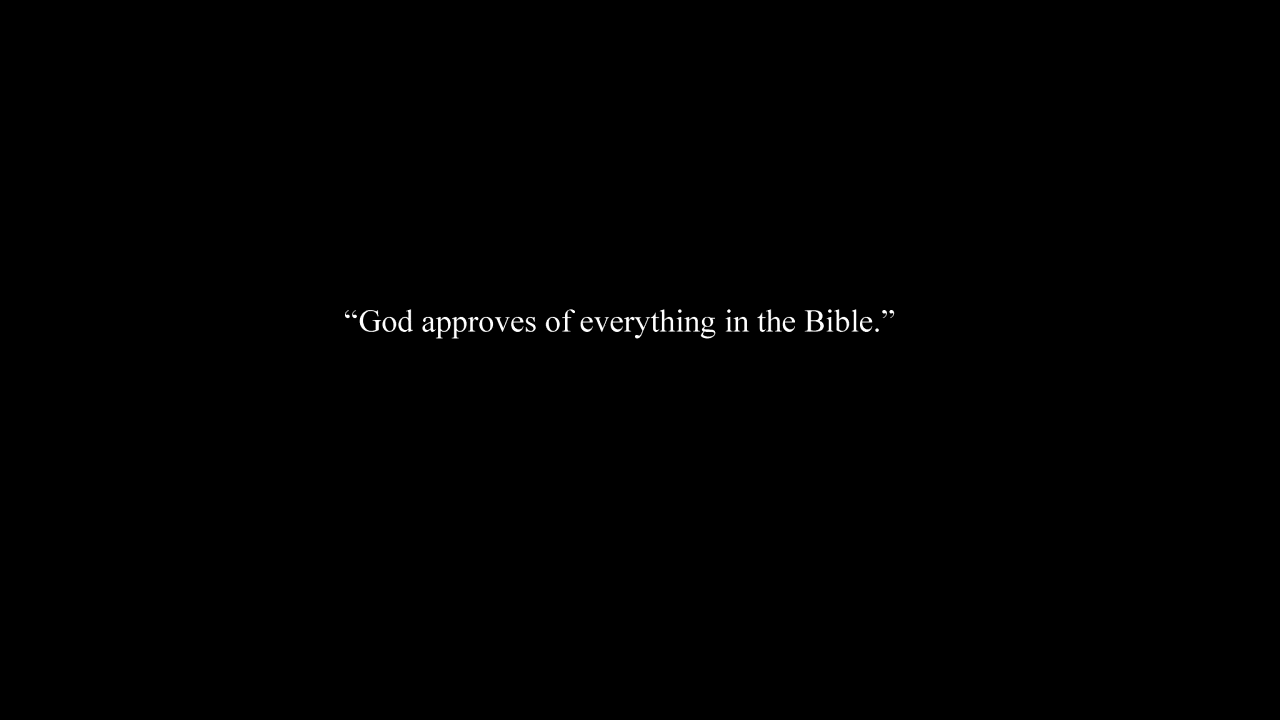 “God approves of everything in the Bible.”